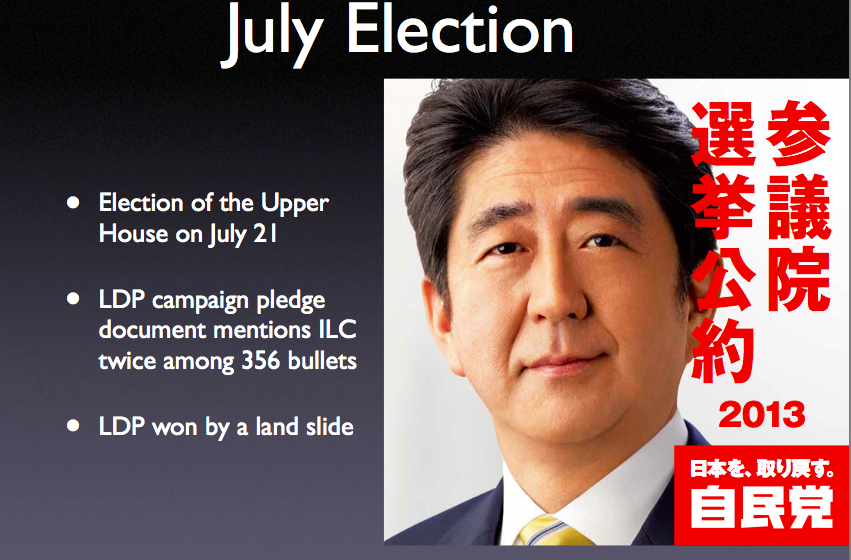 July Election
Election of the Upper
House on July 21
LDP campaign pledge
document mentions ILC
twice among 356 bullets
LDP won by a land slide
参議院
選挙公約
2013
日本を、取り戻す。
自民党